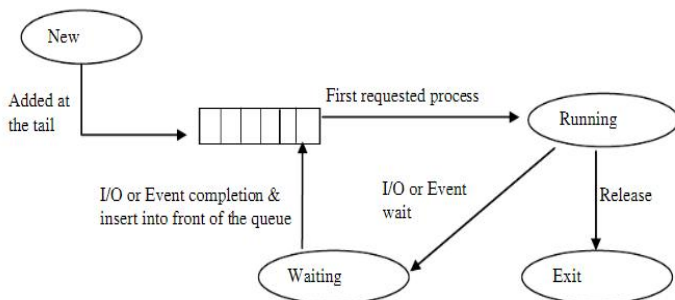 New
Added at
the tail
First requested process
Running
I/O or Event completion &
insert into front of the queue
I/O or Event
wait
Release
Waiting
Exit